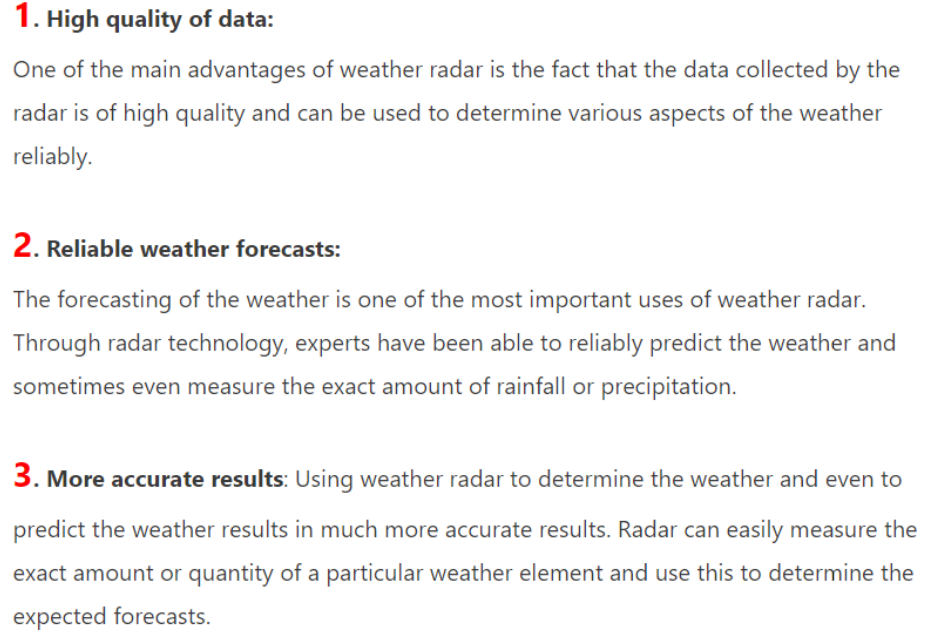 1. High quality of data:
One of the main advantages of weather radar is the fact that the data collected by the
radar is of high quality and can be used to determine various aspects of the weather
reliably.
2. Reliable weather forecasts:
The forecasting of the weather is one of the most important uses of weather radar.
Through radar technology, experts have been able to reliably predict the weather and
sometimes even measure the exact amount of rainfall or precipitation.
3. More accurate results: Using weather radar to determine the weather and even to
predict the weather results in much more accurate results. Radar can easily measure the
exact amount or quantity of a particular weather element and use this to determine the
expected forecasts.